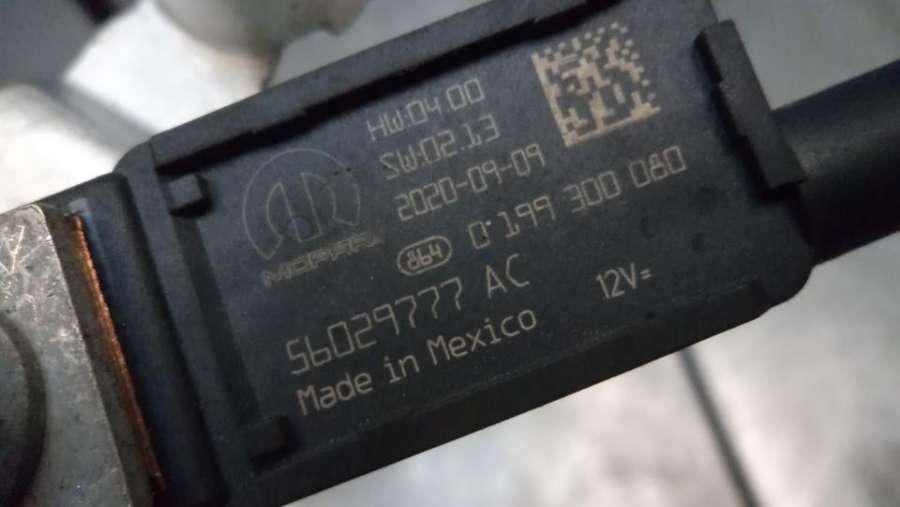 HW:04.00
SW:02.13
2020-09-09
MOPAR
864 0 199 300 080
56029777 AC
12V=
Made in Mexico